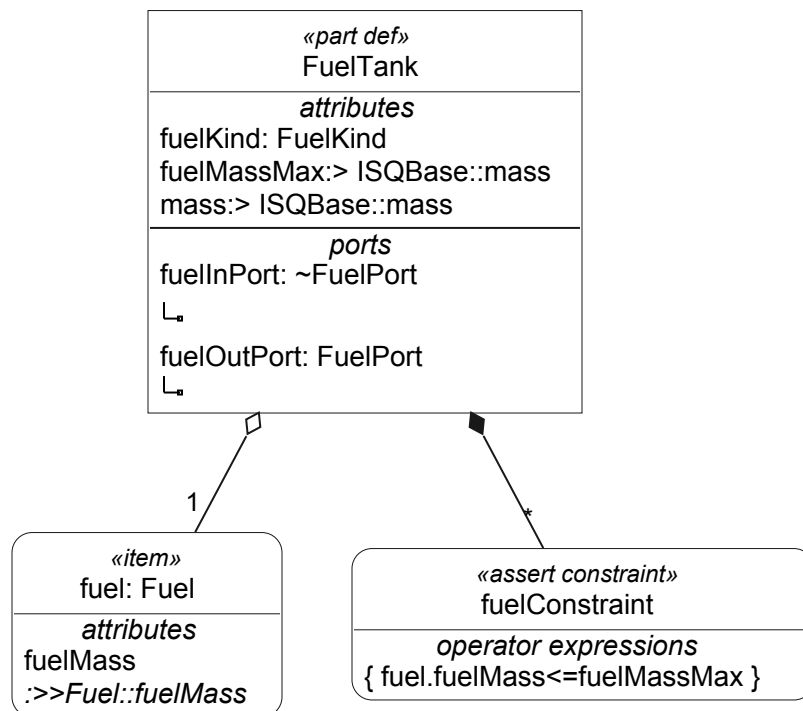 «part def»
FuelTank
attributes
fuelKind: FuelKind
fuelMassMax:> ISQBase::mass
mass:> ISQBase::mass
ports
fuelInPort: ~FuelPort
fuelOutPort: FuelPort
1
*
«item»
fuel: Fuel
attributes
fuelMass
:>>Fuel::fuelMass
«assert constraint»
fuelConstraint
operator expressions
{ fuel.fuelMass<=fuelMassMax }